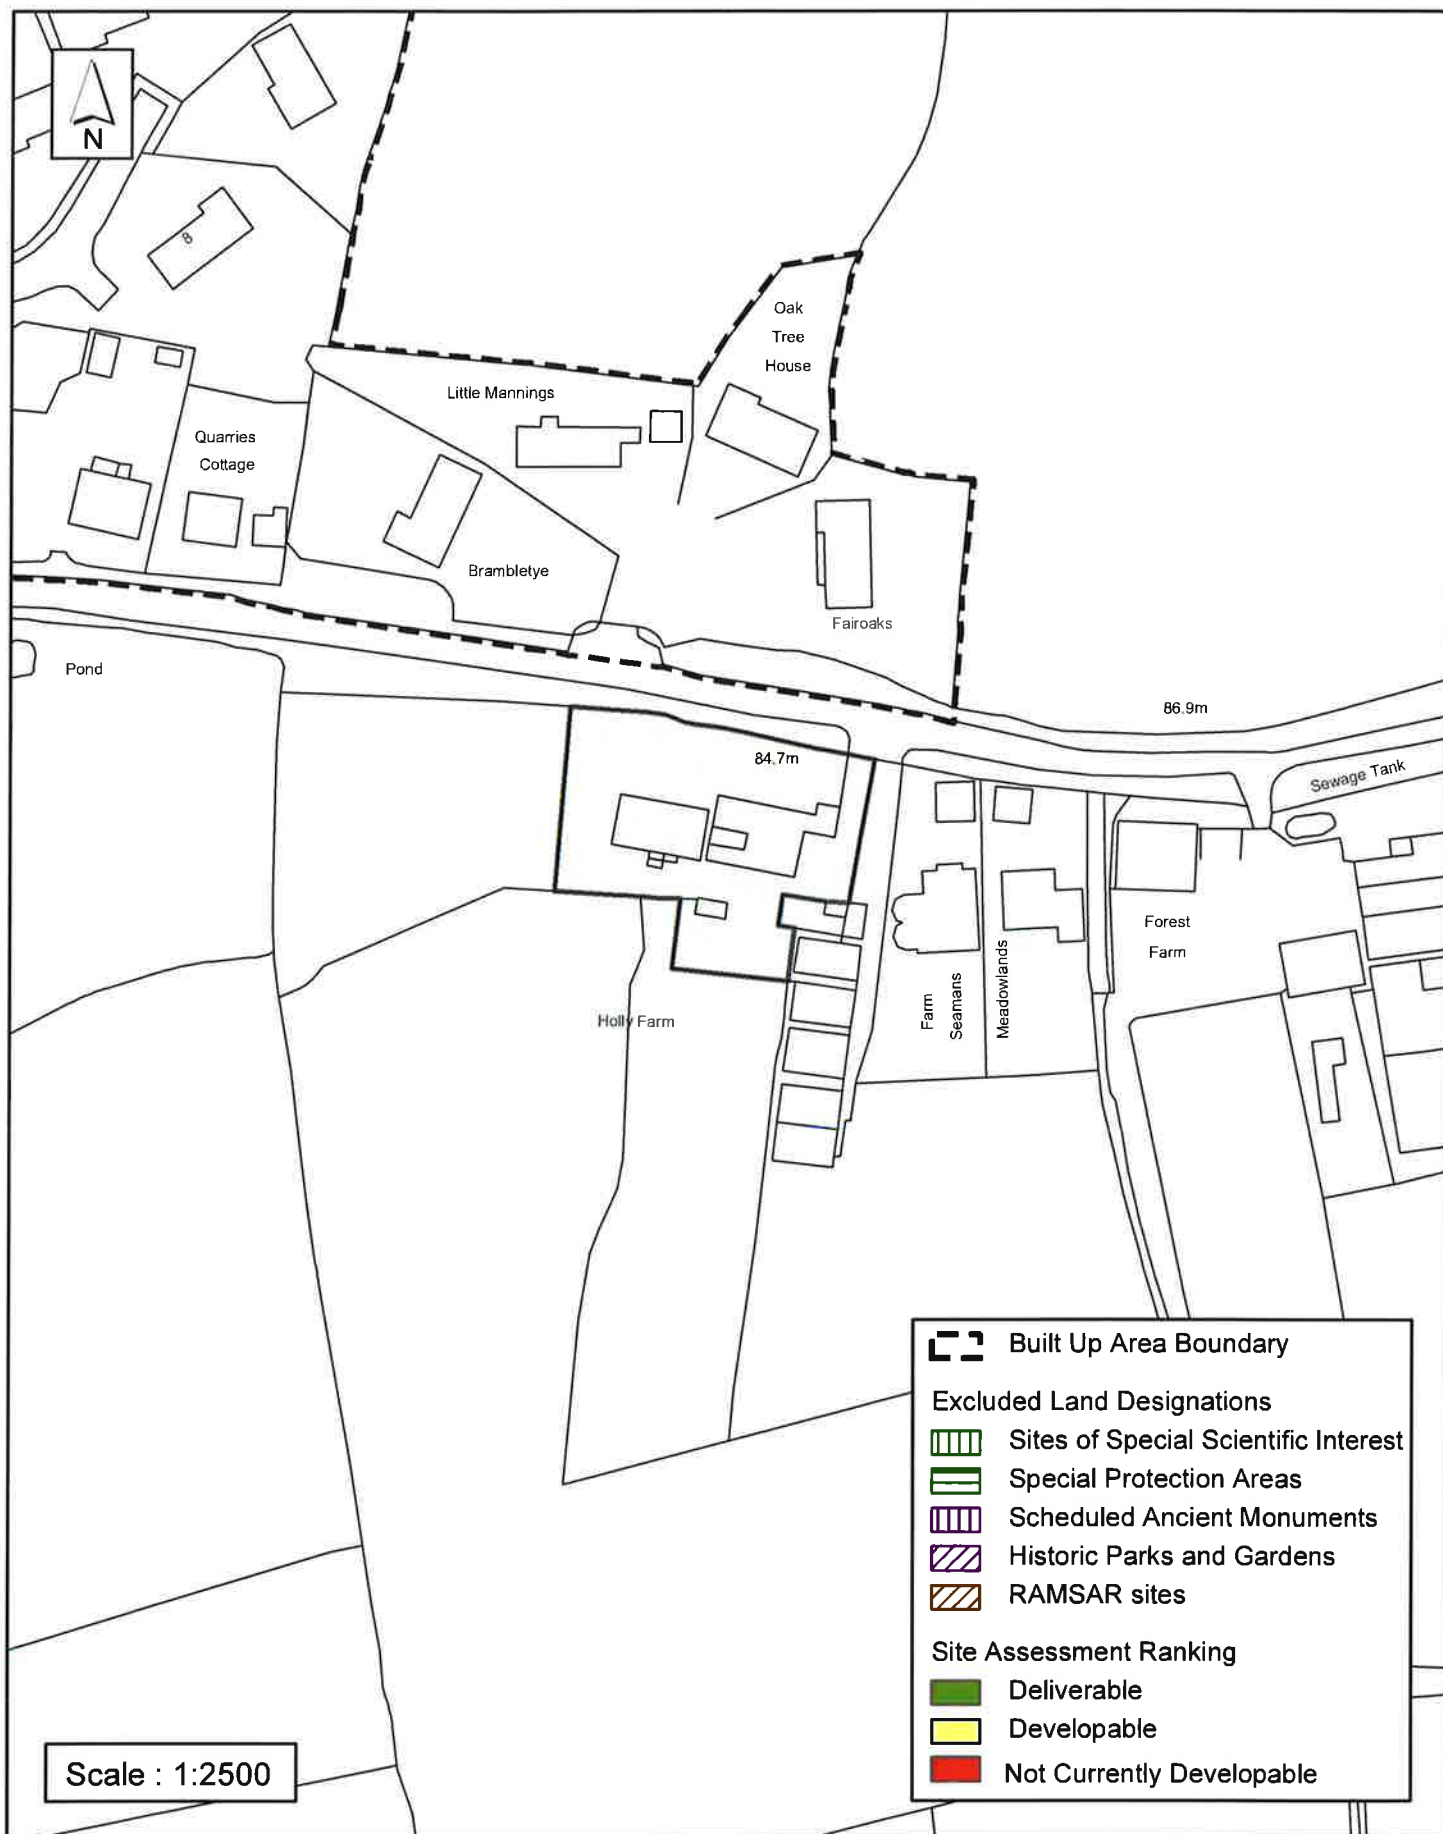 N
8
Oak
Tree
House
Little Mannings
Quarries
Cottage
Brambletye
Fairoaks
Pond
86.9m
84.7m
Sewage Tank
Forest
Farm
Farm
Seamans
Meadowlands
Holly Farm
Built Up Area Boundary
Excluded Land Designations
Sites of Special Scientific Interest
Special Protection Areas
Scheduled Ancient Monuments
Historic Parks and Gardens
RAMSAR sites
Site Assessment Ranking
Deliverable
Developable
Not Currently Developable
Scale : 1:2500